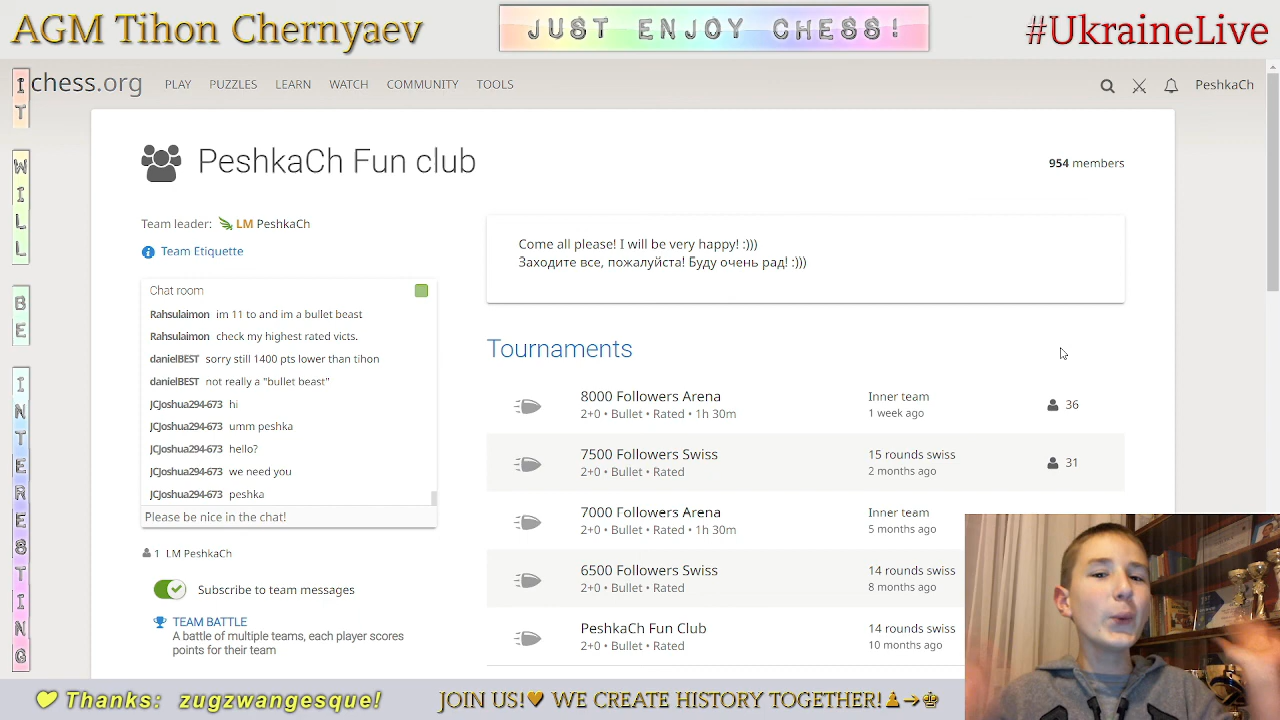 AGM Tihon Chernyaev
JUST ENJOY CHESS!
#UkraineLive
IT WILL BE INTERESTING
chess.org
PLAY PUZZLES LEARN WATCH COMMUNITY TOOLS
PeshkaCh
PeshkaCh Fun club
954 members
Team leader: LM PeshkaCh
Team Etiquette
Come all please! I will be very happy! :)))
Заходите все, пожалуйста! Буду очень рад! :)))
Chat room
Rahsulaimon im 11 to and im a bullet beast
Rahsulaimon check my highest rated victs.
danielBEST sorry still 1400 pts lower than tihon
danielBEST not really a "bullet beast"
JCJoshua294-673 hi
JCJoshua294-673 umm peshka
JCJoshua294-673 hello?
JCJoshua294-673 we need you
JCJoshua294-673 peshka
Please be nice in the chat!
1 LM PeshkaCh
Subscribe to team messages
TEAM BATTLE
A battle of multiple teams, each player scores
points for their team
Tournaments
8000 Followers Arena Inner team 36
2+0 • Bullet • Rated • 1h 30m 1 week ago
7500 Followers Swiss 15 rounds swiss 31
2+0 • Bullet • Rated 2 months ago
7000 Followers Arena Inner team
2+0 • Bullet • Rated • 1h 30m 5 months ago
6500 Followers Swiss 14 rounds swiss
2+0 • Bullet • Rated 8 months ago
PeshkaCh Fun Club 14 rounds swiss
2+0 • Bullet • Rated 10 months ago
Thanks: zugzwangesque!
JOIN US! WE CREATE HISTORY TOGETHER!